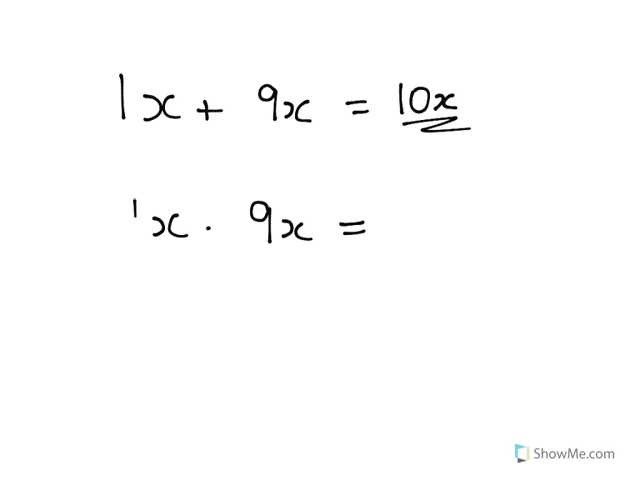 1x + 9x = 10x
1x · 9x =
ShowMe.com